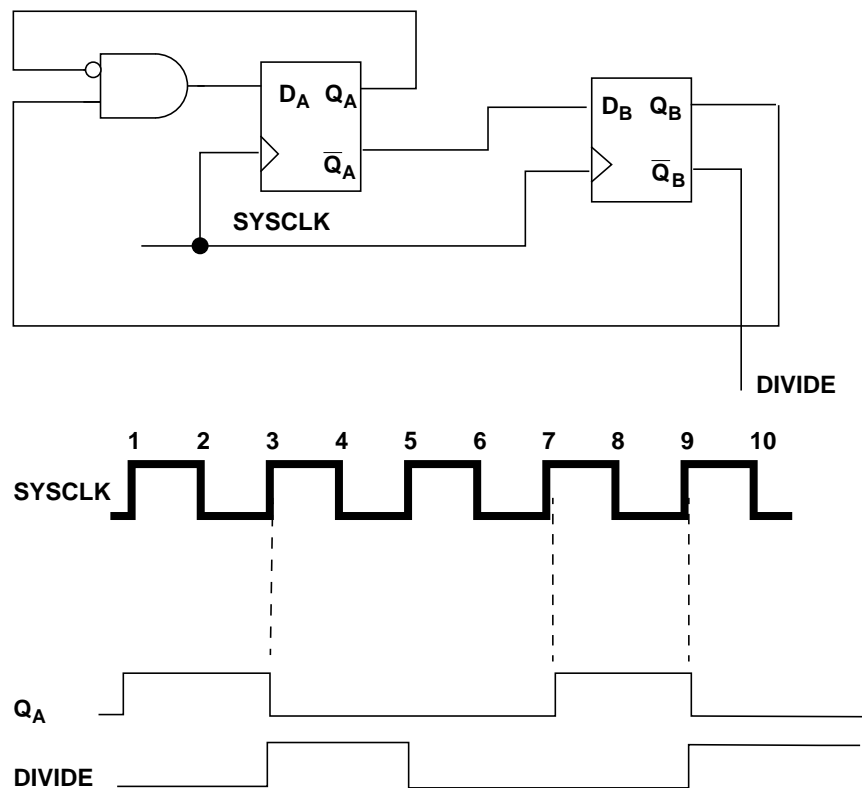 D_A Q_A
Q̅_A
D_B Q_B
Q̅_B
SYSCLK
DIVIDE
1 2 3 4 5 6 7 8 9 10
SYSCLK
Q_A
DIVIDE